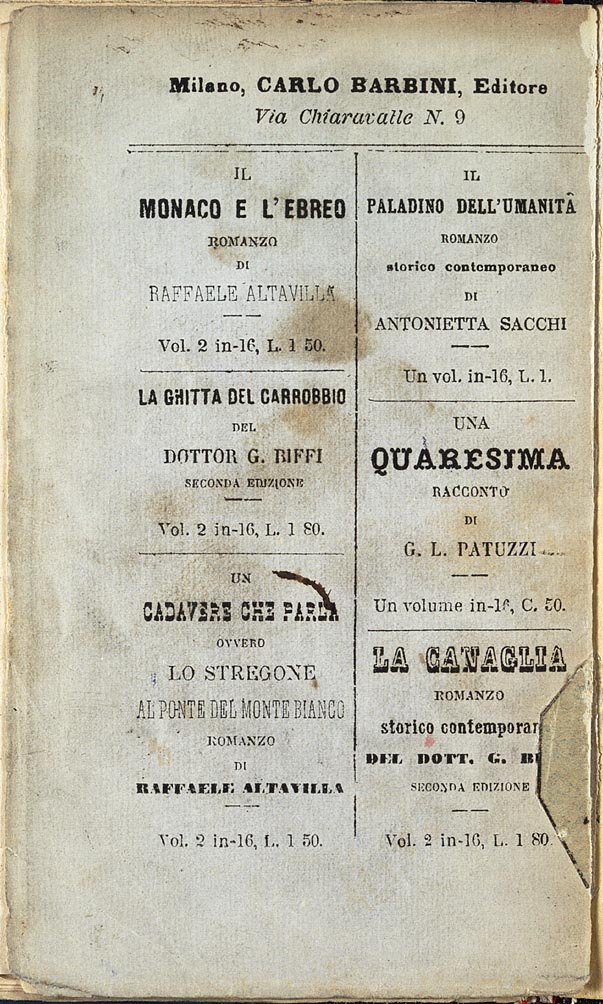 Milano, CARLO BARBINI, Editore
Via Chiaravalle N. 9
IL
MONACO E L'EBREO
ROMANZO
DI
RAFFAELE ALTAVILLA
Vol. 2 in-16, L. 1 50.
LA GHITTA DEL CARROBBIO
DEL
DOTTOR G. BIFFI
SECONDA EDIZIONE
Vol. 2 in-16, L. 1 80.
UN
CADAVERE CHE PARLA
OVVERO
LO STREGONE
AL PONTE DEL MONTE BIANCO
ROMANZO
DI
RAFFAELE ALTAVILLA
Vol. 2 in-16, L. 1 50.
IL
PALADINO DELL'UMANITÀ
ROMANZO
storico contemporaneo
DI
ANTONIETTA SACCHI
Un vol. in-16, L. 1.
UNA
QUARESIMA
RACCONTO
DI
G. L. PATUZZI
Un volume in-16, C. 50.
LA CANAGLIA
ROMANZO
storico contemporan
DEL DOTT. G. B
SECONDA EDIZIONE
Vol. 2 in-16, L. 1 80.